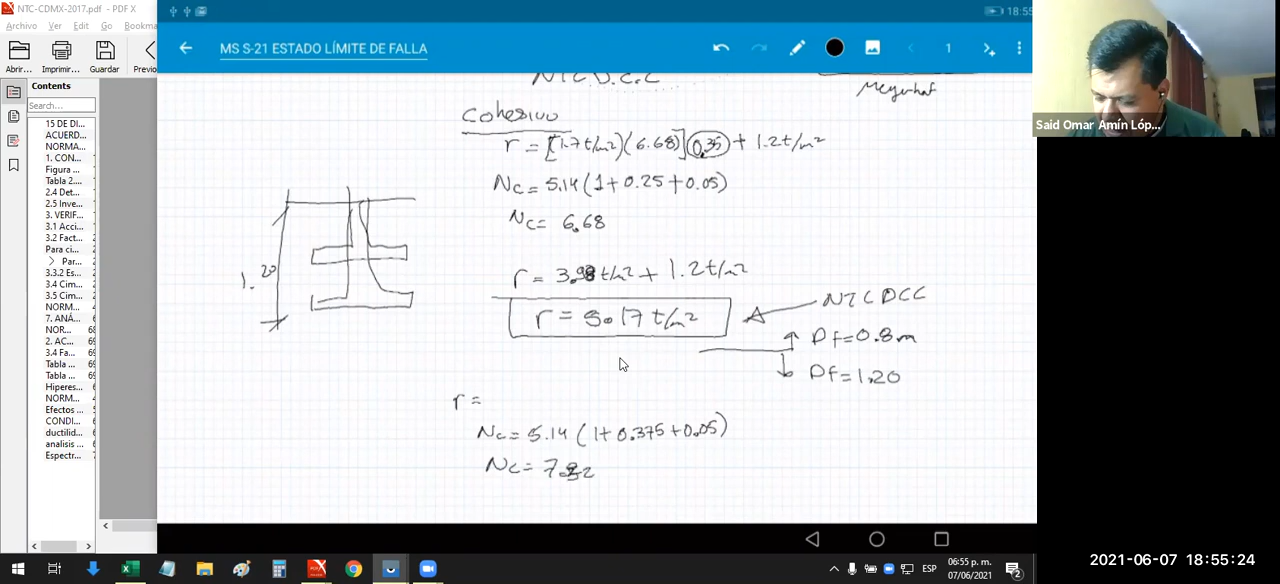 NTC-CDMX-2017.pdf - PDF X
Archivo Ver Edit Go Bookma
Abrir... Imprimir... Guardar Previo
Contents
Search...
15 DE DI...
ACUERD...
NORMA...
1. CON...
Figura ...
Tabla 2...
2.4 Det...
2.5 Inve...
3. VERIF...
3.1 Acci...
3.2 Fact...
Para ci...
Par...
3.3.2 Es...
3.4 Cim...
3.5 Cim...
NORM...
7. ANÁ...
NOR...
2. AC...
3.4 Fa...
Tabla ...
Tabla ...
Hiperes...
NORM...
Efectos ...
CONDI...
ductilid...
analisis ...
Espectr...
18:55
MS S-21 ESTADO LÍMITE DE FALLA
1
NTC D.C.C
Meyerhof
Cohesivo
r = [(1.7 t/m2)(6.68)] 0.35 + 1.2 t/m2
Nc = 5.14 (1+0.25+0.05)
Nc = 6.68
1.20
r = 3.98 t/m2 + 1.2 t/m2
r = 5.17 t/m2
NTCDCC
Df=0.8m
Df=1.20
r =
Nc = 5.14 (1+0.375+0.05)
Nc = 7.32
Said Omar Amín Lóp...
2021-06-07 18:55:24
ESP
06:55 p. m.
07/06/2021
2